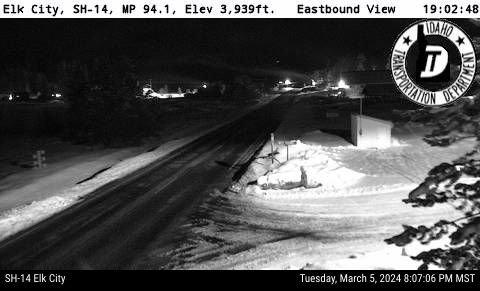 Elk City, SH-14, MP 94.1, Elev 3,939ft. Eastbound View 19:02:48
IDAHO
TRANSPORTATION DEPARTMENT
SH-14 Elk City Tuesday, March 5, 2024 8:07:06 PM MST